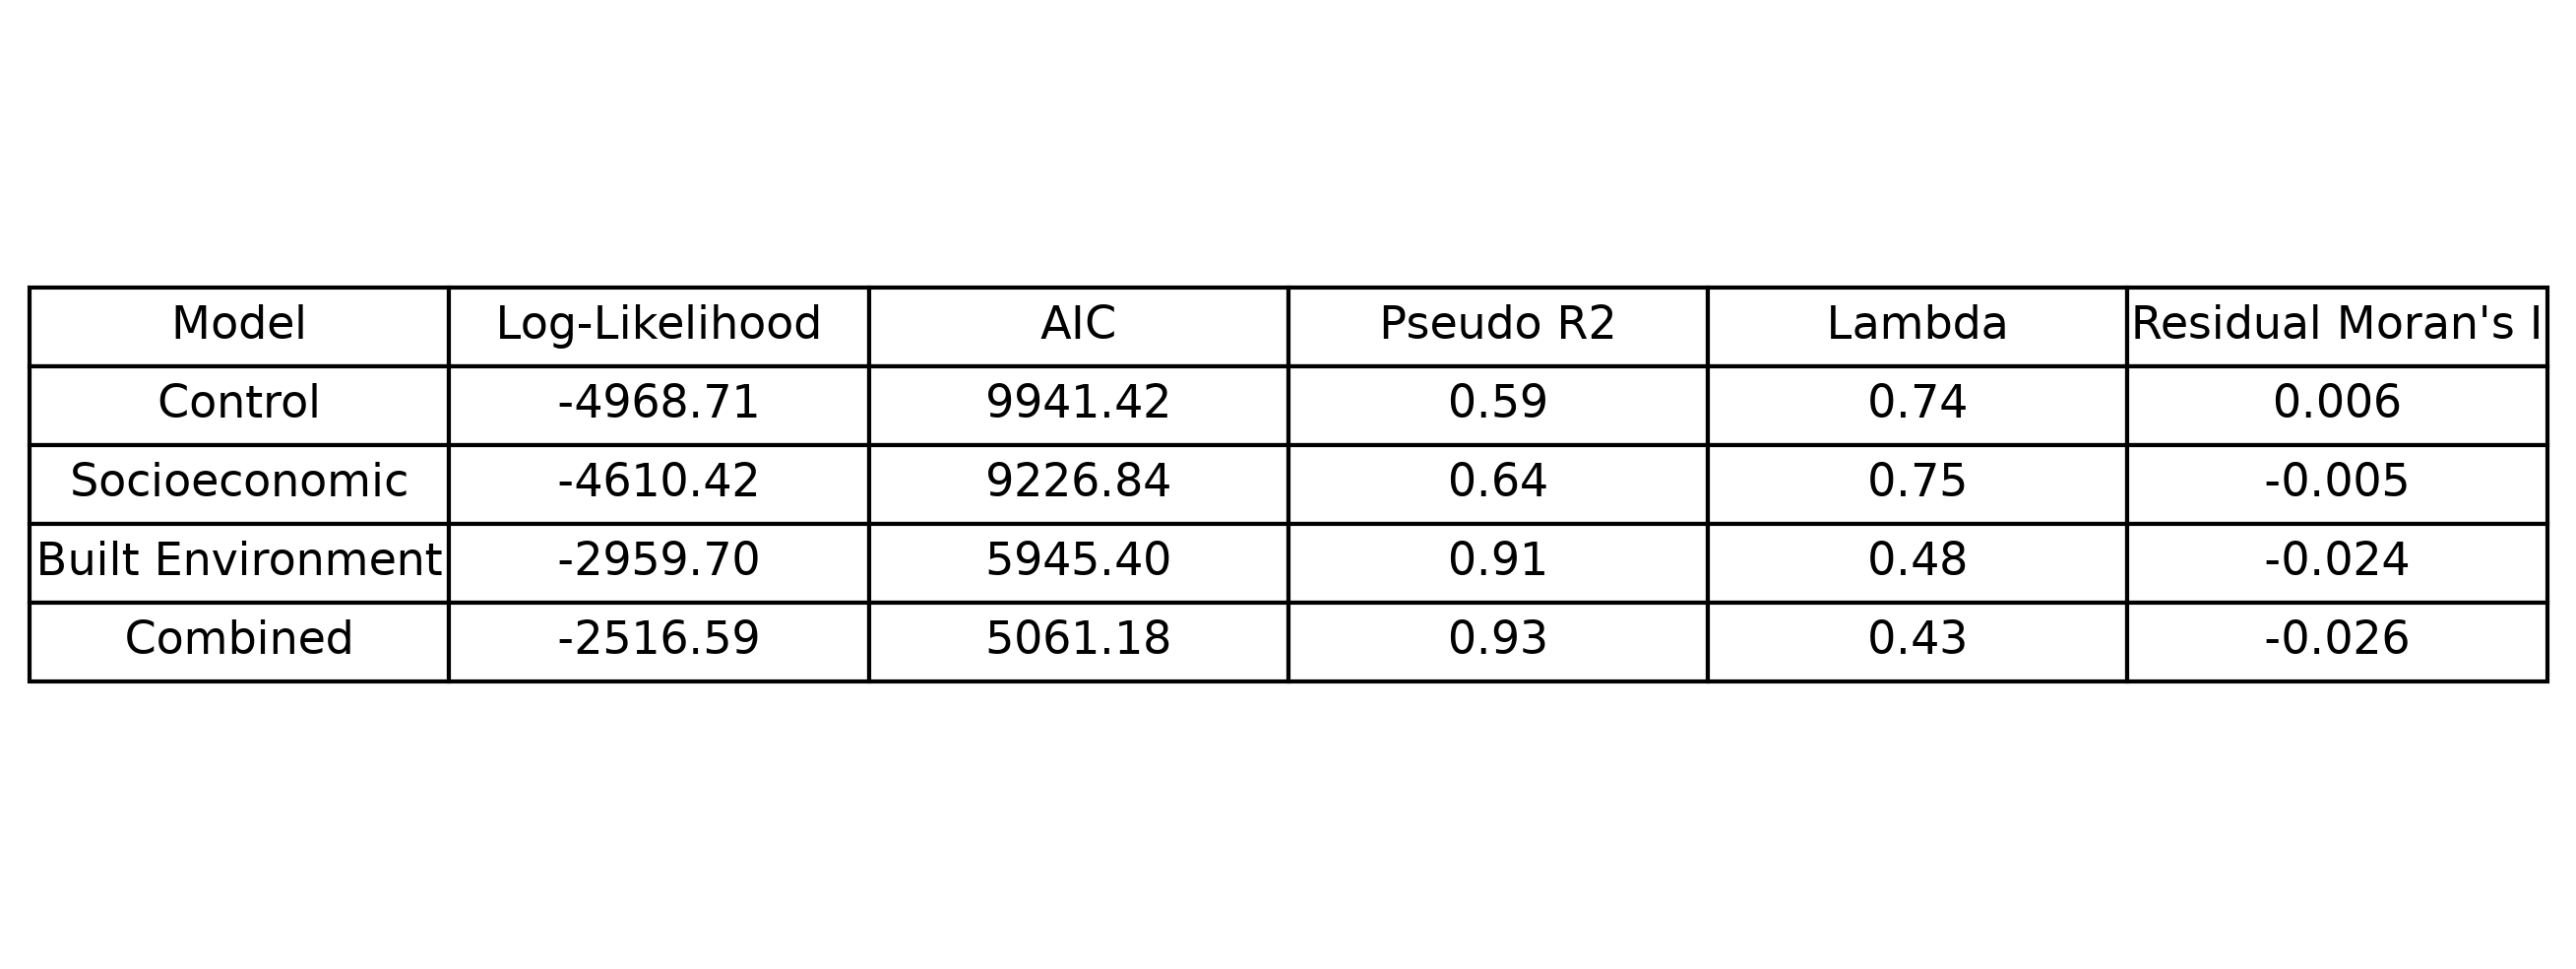 Model Log-Likelihood AIC Pseudo R2 Lambda Residual Moran's I
Control -4968.71 9941.42 0.59 0.74 0.006
Socioeconomic -4610.42 9226.84 0.64 0.75 -0.005
Built Environment -2959.70 5945.40 0.91 0.48 -0.024
Combined -2516.59 5061.18 0.93 0.43 -0.026